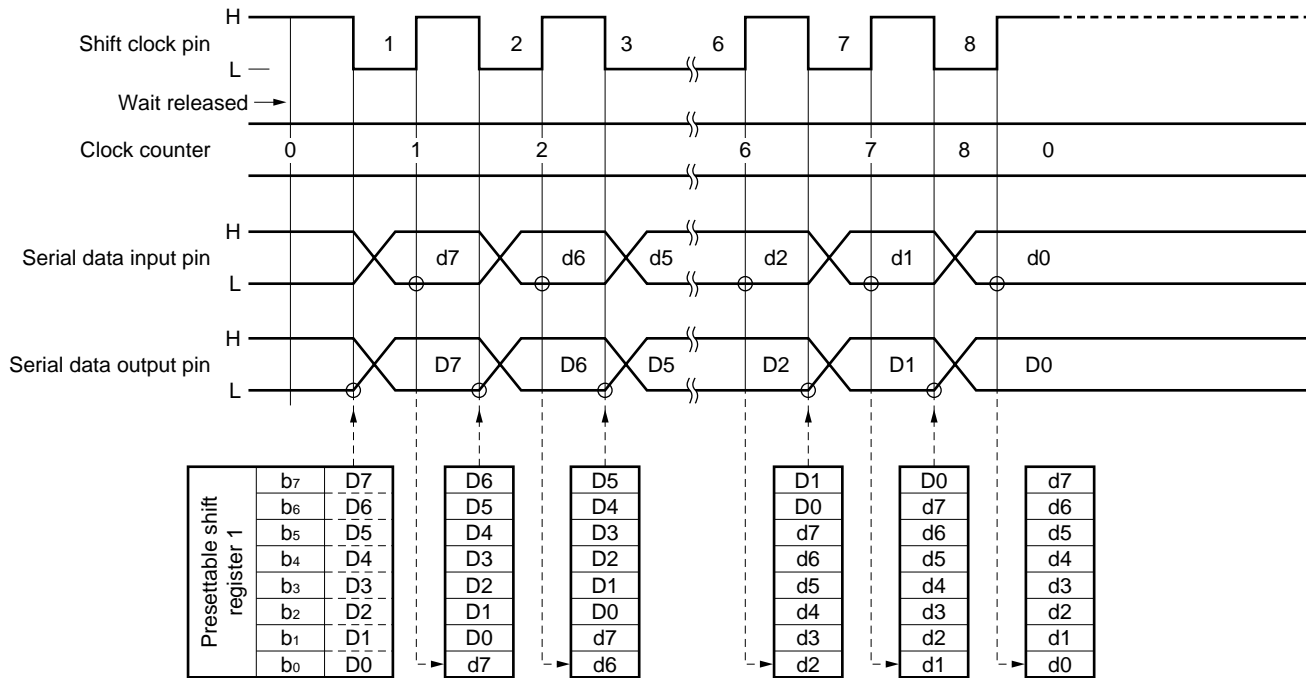 H
Shift clock pin 1 2 3 6 7 8
L
Wait released
Clock counter 0 1 2 6 7 8 0
H
Serial data input pin d7 d6 d5 d2 d1 d0
L
H
Serial data output pin D7 D6 D5 D2 D1 D0
L
Presettable shift register 1
b7 D7 D6 D5 D1 D0 d7
b6 D6 D5 D4 D0 d7 d6
b5 D5 D4 D3 d7 d6 d5
b4 D4 D3 D2 d6 d5 d4
b3 D3 D2 D1 d5 d4 d3
b2 D2 D1 D0 d4 d3 d2
b1 D1 D0 d7 d3 d2 d1
b0 D0 d7 d6 d2 d1 d0